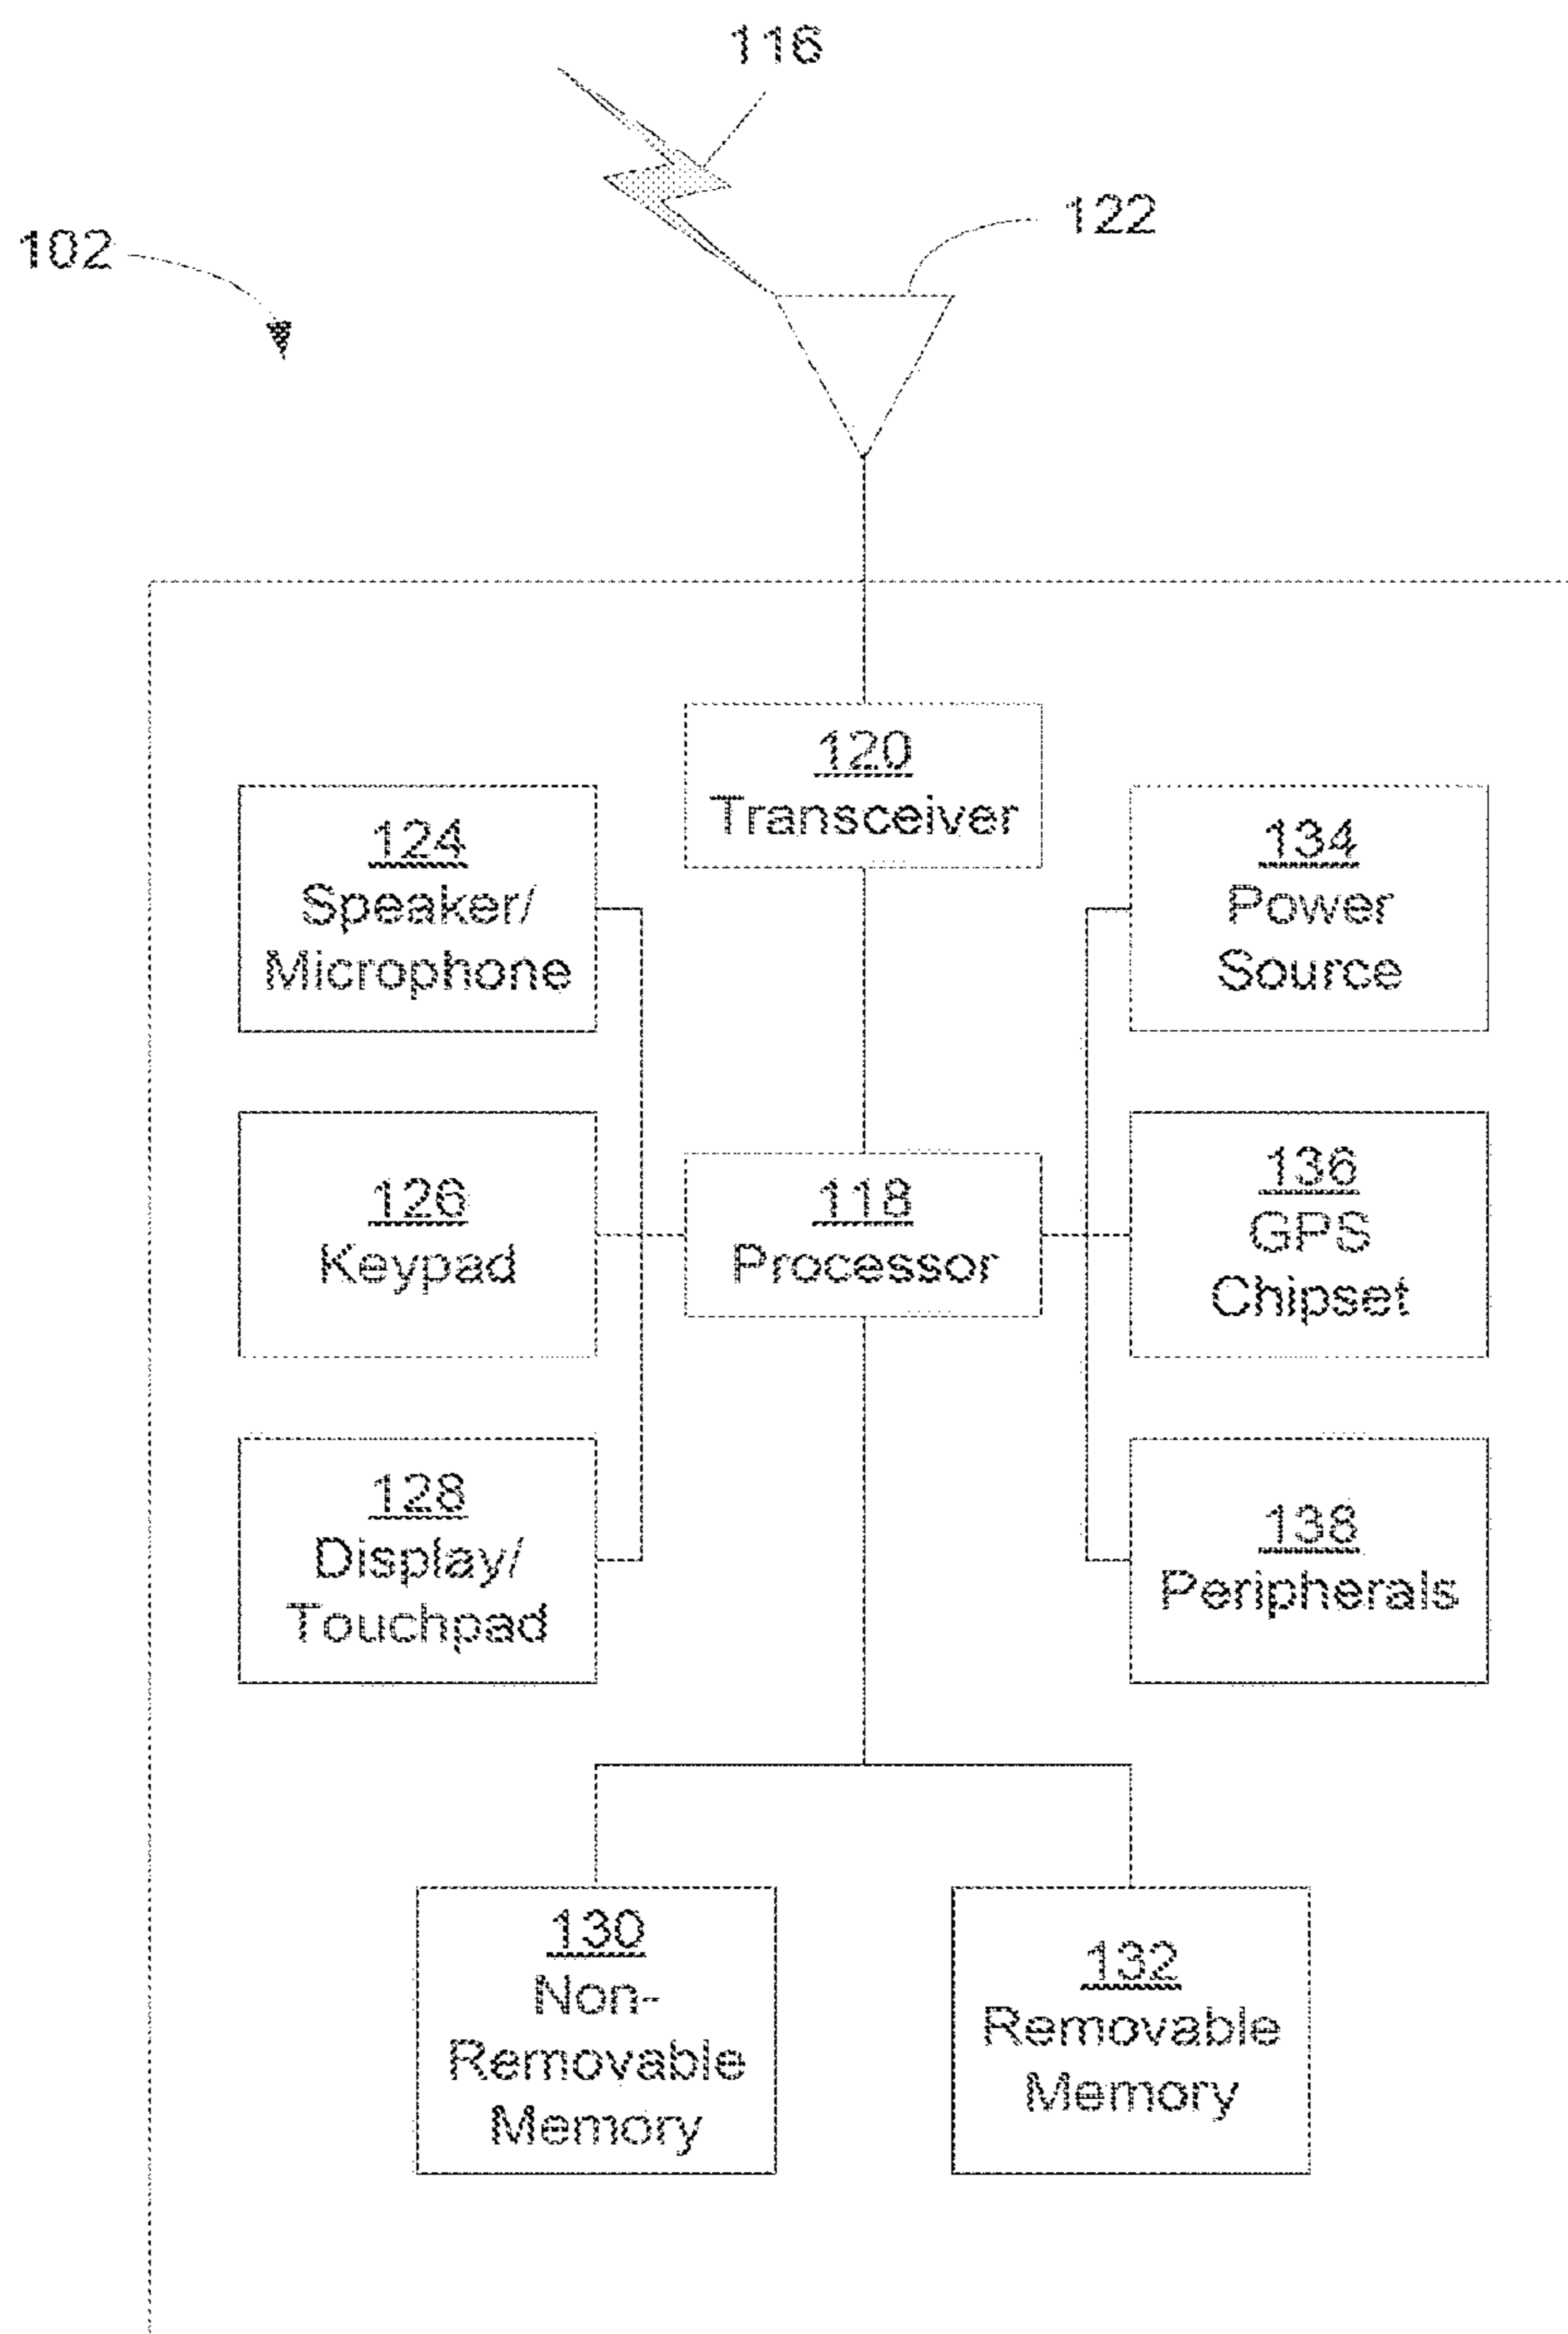 116
122
102
120
Transceiver
124
Speaker/
Microphone
134
Power
Source
126
Keypad
118
Processor
136
GPS
Chipset
128
Display/
Touchpad
138
Peripherals
130
Non-
Removable
Memory
132
Removable
Memory